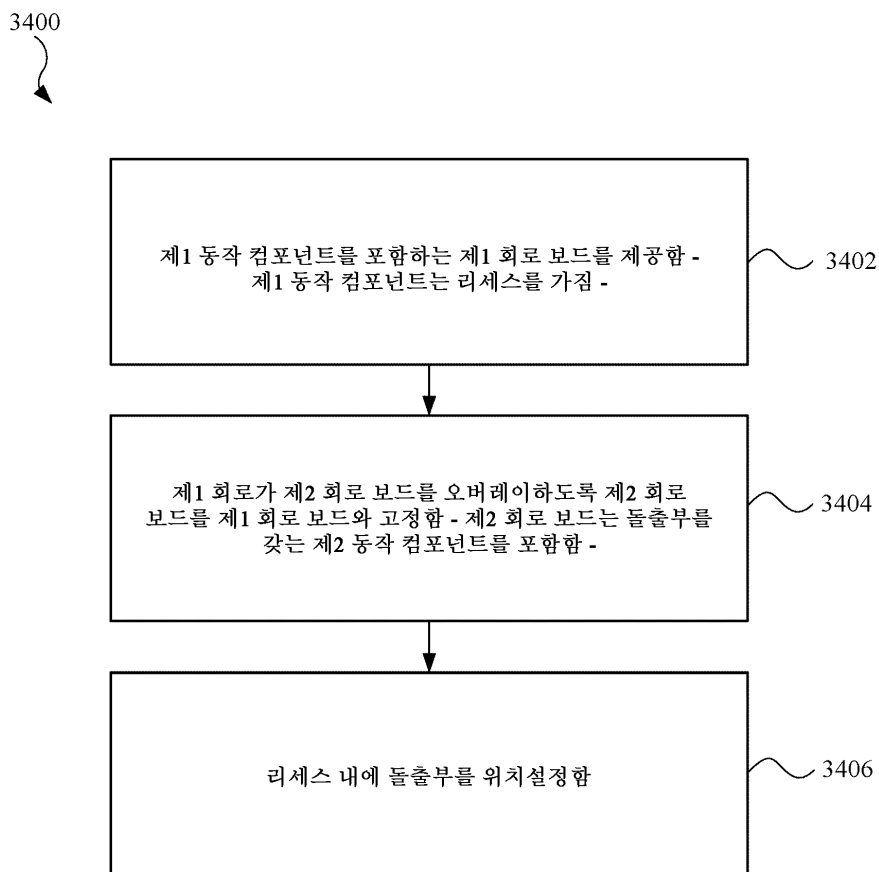 3400
제1 동작 컴포넌트를 포함하는 제1 회로 보드를 제공함 -
제1 동작 컴포넌트는 리세스를 가짐 -
3402
제1 회로가 제2 회로 보드를 오버레이하도록 제2 회로
보드를 제1 회로 보드와 고정함 - 제2 회로 보드는 돌출부를
갖는 제2 동작 컴포넌트를 포함함 -
3404
리세스 내에 돌출부를 위치설정함
3406